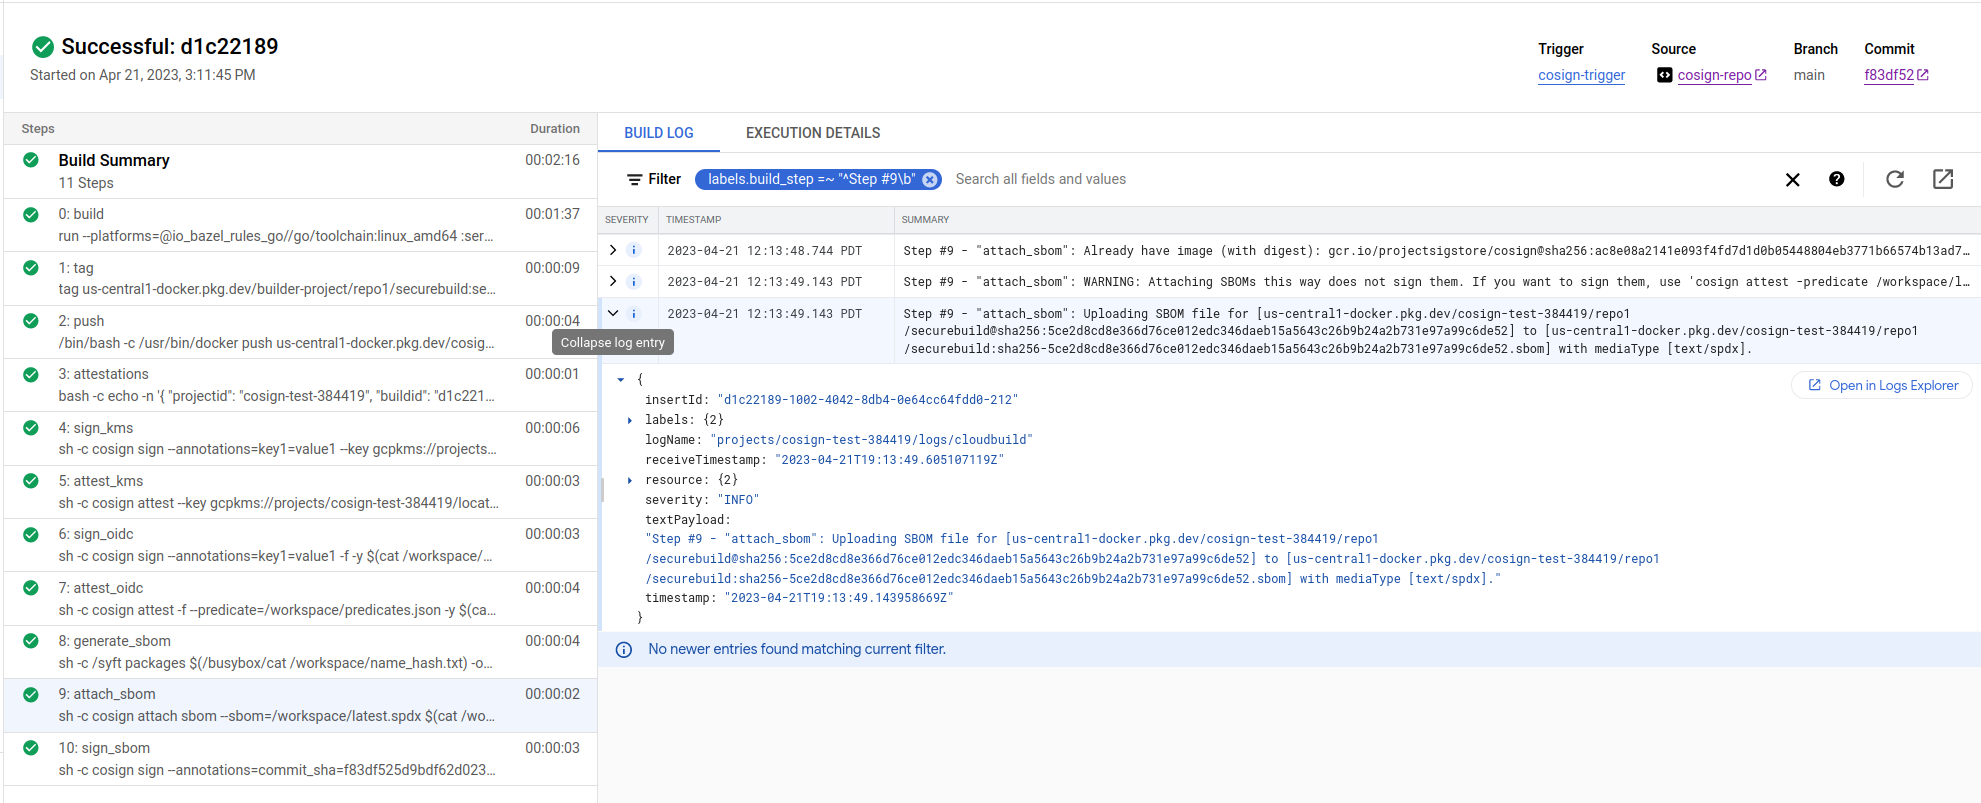 Successful: d1c22189
Started on Apr 21, 2023, 3:11:45 PM
Trigger
cosign-trigger
Source
cosign-repo
Branch
main
Commit
f83df52
Steps Duration
Build Summary 00:02:16
11 Steps
0: build 00:01:37
run --platforms=@io_bazel_rules_go//go/toolchain:linux_amd64 :ser...
1: tag 00:00:09
tag us-central1-docker.pkg.dev/builder-project/repo1/securebuild:se...
2: push 00:00:04
/bin/bash -c /usr/bin/docker push us-central1-docker.pkg.dev/cosig...
3: attestations 00:00:01
bash -c echo -n '{ "projectid": "cosign-test-384419", "buildid": "d1c221...
4: sign_kms 00:00:06
sh -c cosign sign --annotations=key1=value1 --key gcpkms://projects...
5: attest_kms 00:00:03
sh -c cosign attest --key gcpkms://projects/cosign-test-384419/locat...
6: sign_oidc 00:00:03
sh -c cosign sign --annotations=key1=value1 -f -y $(cat /workspace/...
7: attest_oidc 00:00:04
sh -c cosign attest -f --predicate=/workspace/predicates.json -y $(ca...
8: generate_sbom 00:00:04
sh -c /syft packages $(/busybox/cat /workspace/name_hash.txt) -o...
9: attach_sbom 00:00:02
sh -c cosign attach sbom --sbom=/workspace/latest.spdx $(cat /wo...
10: sign_sbom 00:00:03
sh -c cosign sign --annotations=commit_sha=f83df525d9bdf62d023...
BUILD LOG EXECUTION DETAILS
Filter labels.build_step =~ "^Step #9\b" Search all fields and values
SEVERITY TIMESTAMP SUMMARY
2023-04-21 12:13:48.744 PDT Step #9 - "attach_sbom": Already have image (with digest): gcr.io/projectsigstore/cosign@sha256:ac8e08a2141e093f4fd7d1d0b05448804eb3771b66574b13ad7...
2023-04-21 12:13:49.143 PDT Step #9 - "attach_sbom": WARNING: Attaching SBOMs this way does not sign them. If you want to sign them, use 'cosign attest -predicate /workspace/l...
2023-04-21 12:13:49.143 PDT Step #9 - "attach_sbom": Uploading SBOM file for [us-central1-docker.pkg.dev/cosign-test-384419/repo1
/securebuild@sha256:5ce2d8cd8e366d76ce012edc346daeb15a5643c26b9b24a2b731e97a99c6de52] to [us-central1-docker.pkg.dev/cosign-test-384419/repo1
/securebuild:sha256-5ce2d8cd8e366d76ce012edc346daeb15a5643c26b9b24a2b731e97a99c6de52.sbom] with mediaType [text/spdx].
Collapse log entry
{
Open in Logs Explorer
insertId: "d1c22189-1002-4042-8db4-0e64cc64fdd0-212"
labels: {2}
logName: "projects/cosign-test-384419/logs/cloudbuild"
receiveTimestamp: "2023-04-21T19:13:49.605107119Z"
resource: {2}
severity: "INFO"
textPayload:
"Step #9 - "attach_sbom": Uploading SBOM file for [us-central1-docker.pkg.dev/cosign-test-384419/repo1
/securebuild@sha256:5ce2d8cd8e366d76ce012edc346daeb15a5643c26b9b24a2b731e97a99c6de52] to [us-central1-docker.pkg.dev/cosign-test-384419/repo1
/securebuild:sha256-5ce2d8cd8e366d76ce012edc346daeb15a5643c26b9b24a2b731e97a99c6de52.sbom] with mediaType [text/spdx]."
timestamp: "2023-04-21T19:13:49.143958669Z"
}
No newer entries found matching current filter.